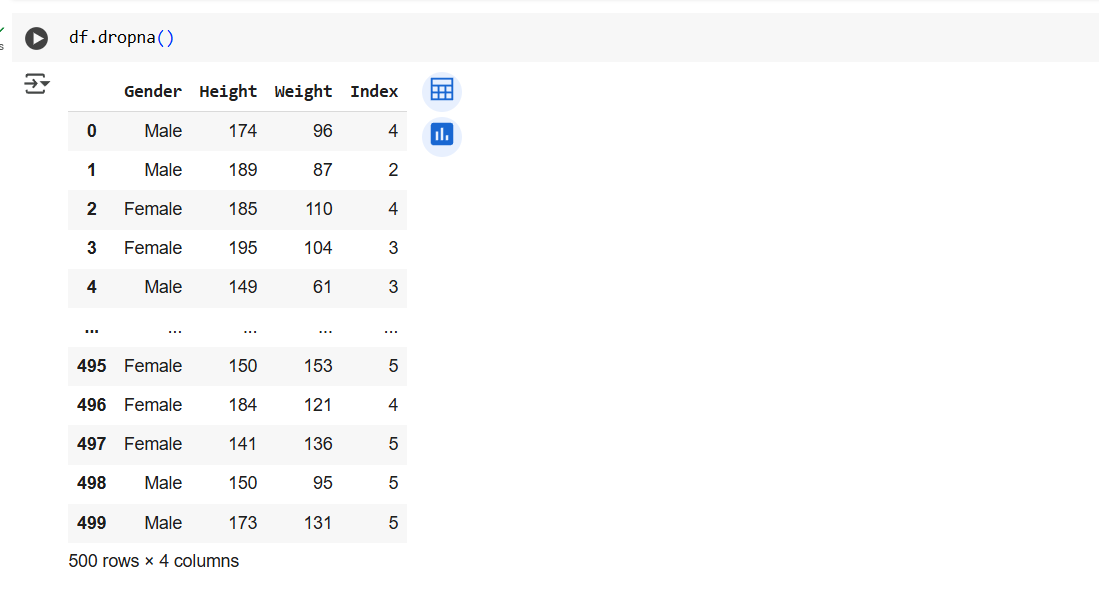 df.dropna()
Gender Height Weight Index
0 Male 174 96 4
1 Male 189 87 2
2 Female 185 110 4
3 Female 195 104 3
4 Male 149 61 3
... ... ... ... ...
495 Female 150 153 5
496 Female 184 121 4
497 Female 141 136 5
498 Male 150 95 5
499 Male 173 131 5
500 rows × 4 columns